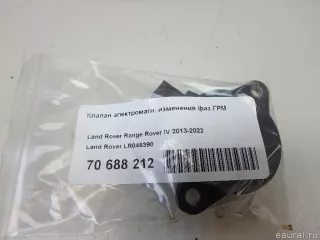 Клапан электромагн. изменения фаз ГРМ
Land Rover Range Rover IV 2013-2022
Land Rover LR046390
70 688 212
eaural.ru